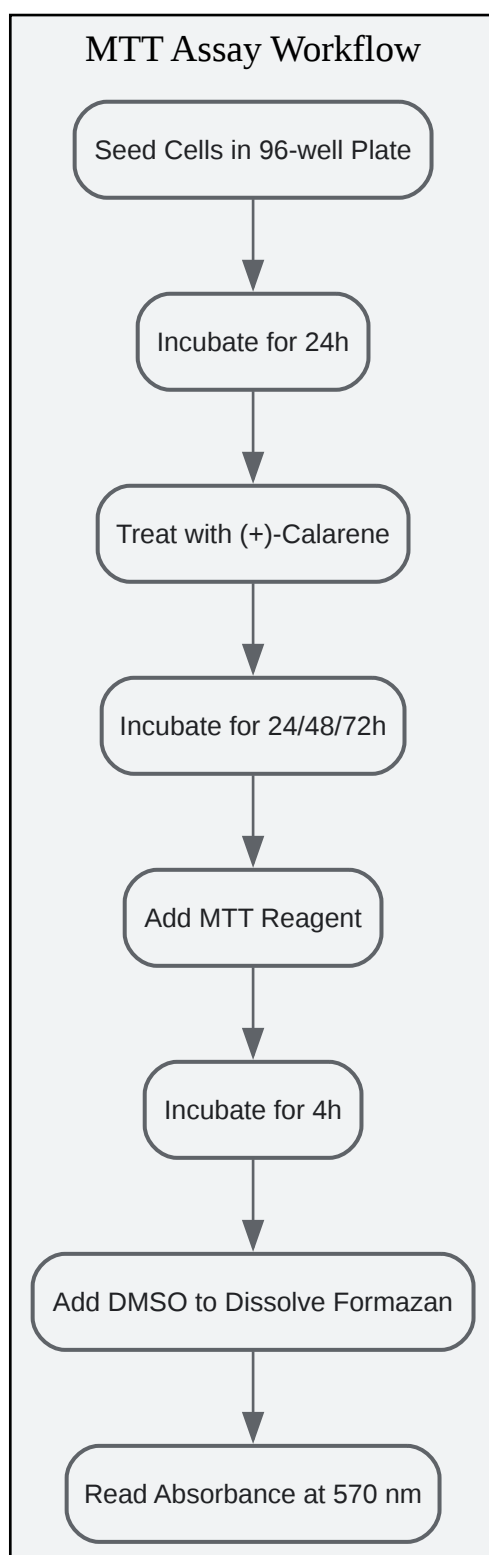 MTT Assay Workflow
Seed Cells in 96-well Plate
Incubate for 24h
Treat with (+)-Calarene
Incubate for 24/48/72h
Add MTT Reagent
Incubate for 4h
Add DMSO to Dissolve Formazan
Read Absorbance at 570 nm